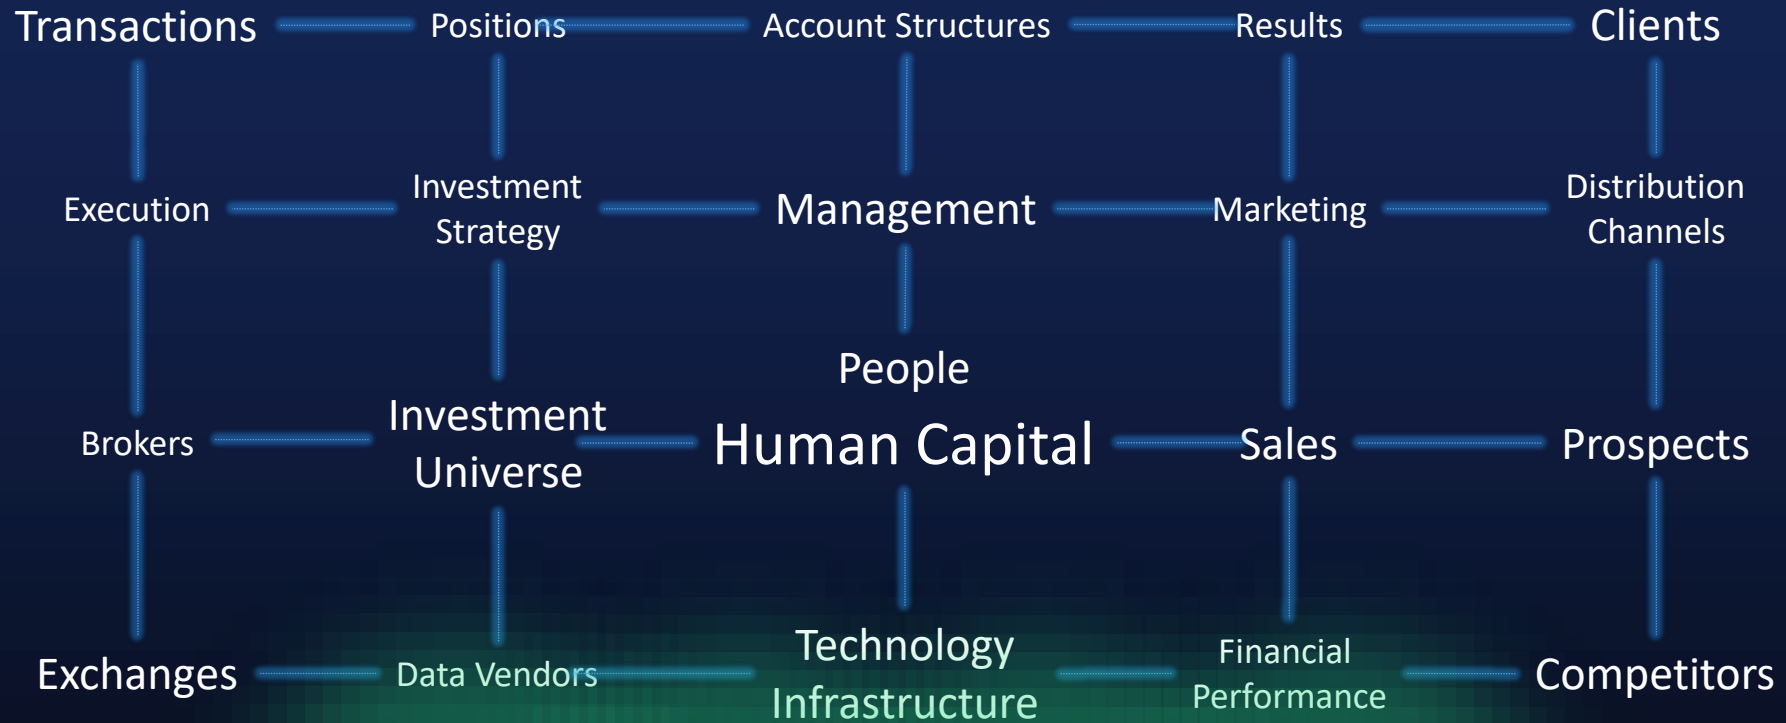 Transactions
Positions
Account Structures
Results
Clients
Execution
Investment
Strategy
Management
Marketing
Distribution
Channels
People
Brokers
Investment
Universe
Human Capital
Sales
Prospects
Exchanges
Data Vendors
Technology
Infrastructure
Financial
Performance
Competitors